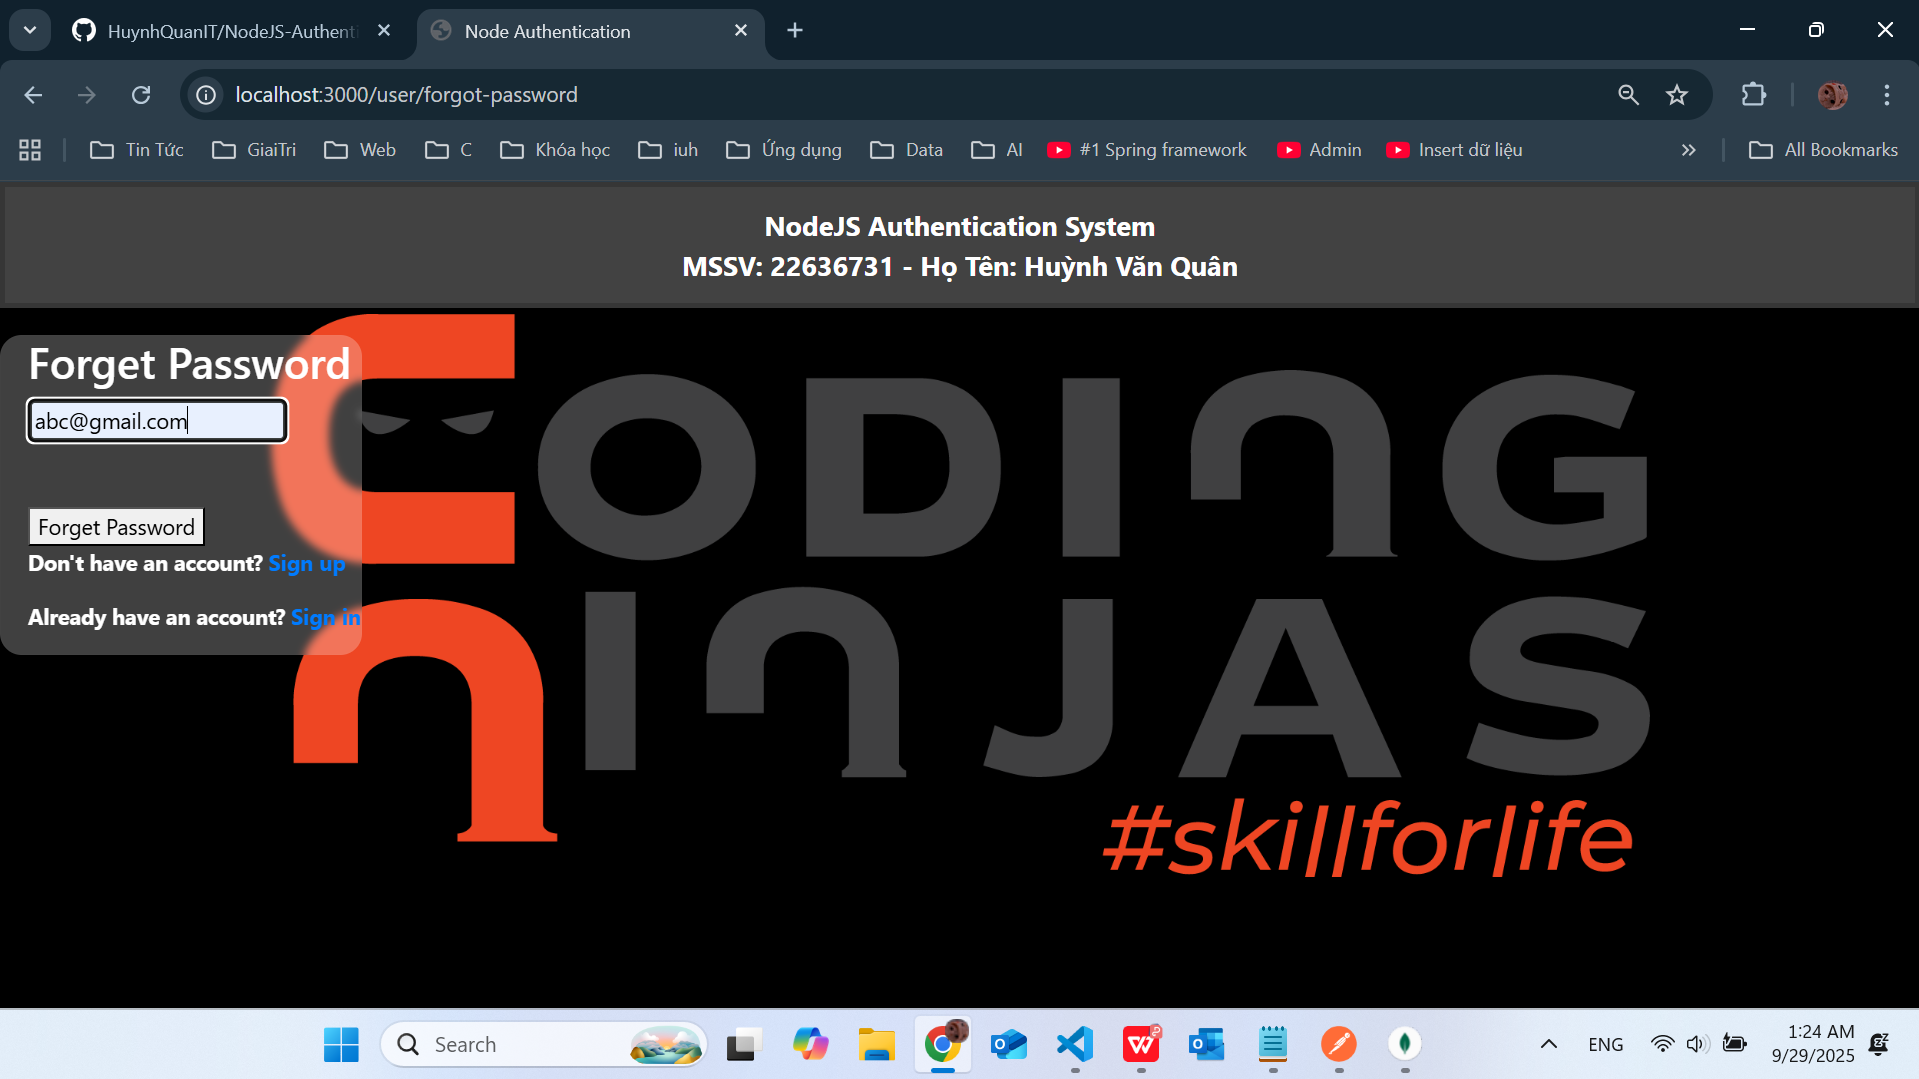 HuynhQuanIT/NodeJS-Authenti
Node Authentication
localhost:3000/user/forgot-password
Tin Tức
GiaiTri
Web
C
Khóa học
iuh
Ứng dụng
Data
AI
#1 Spring framework
Admin
Insert dữ liệu
All Bookmarks
NodeJS Authentication System
MSSV: 22636731 - Họ Tên: Huỳnh Văn Quân
Forget Password
abc@gmail.com
Forget Password
Don't have an account? Sign up
Already have an account? Sign in
CODING
NINJAS
#skillforlife
Search
ENG
1:24 AM
9/29/2025